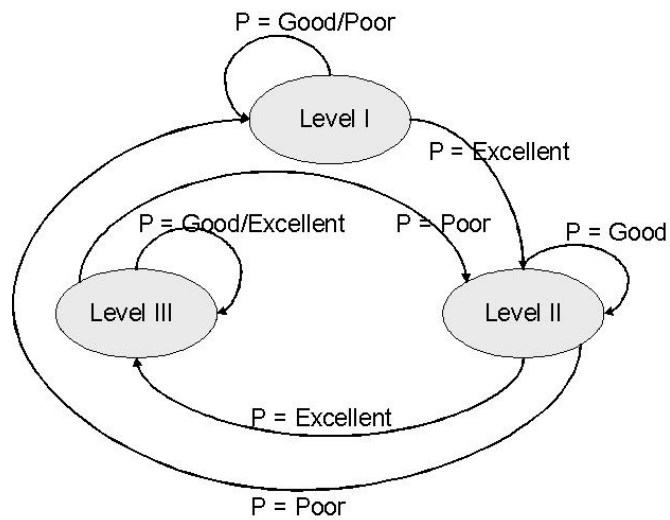 P = Good/Poor
Level I
P = Excellent
P = Good/Excellent
P = Poor
P = Good
Level III
Level II
P = Excellent
P = Poor